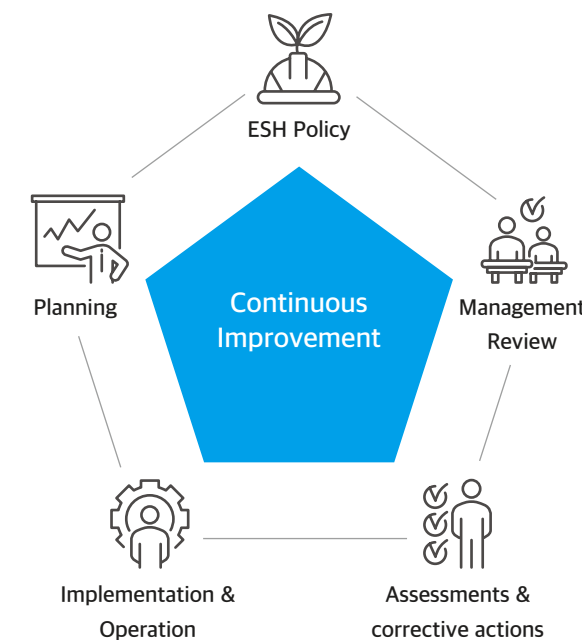 ESH Policy
Planning
Continuous
Improvement
Management
Review
Implementation &
Operation
Assessments &
corrective actions